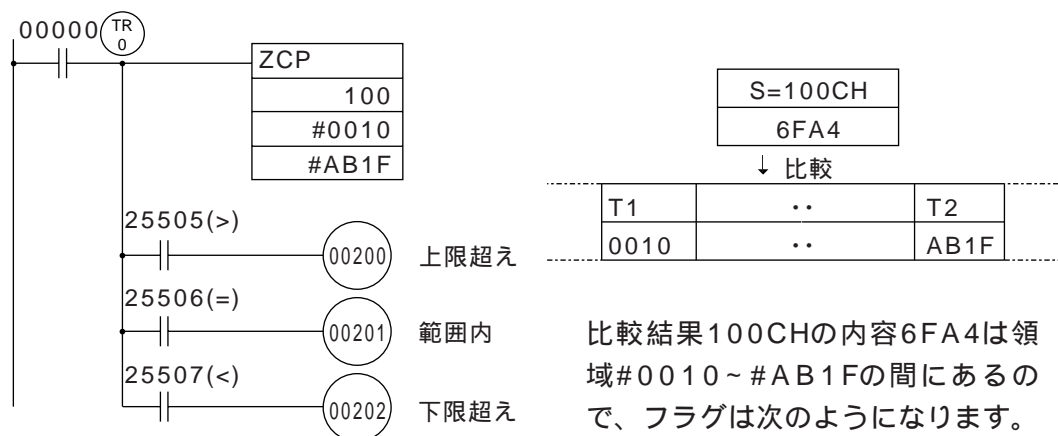 00000
TR
0
ZCP
100
#0010
#AB1F
25505(>)
00200 上限超え
25506(=)
00201 範囲内
25507(<)
00202 下限超え
S=100CH
6FA4
↓ 比較
T1 ‥ T2
0010 ‥ AB1F
比較結果100CHの内容6FA4は領
域#0010~#AB1Fの間にあるの
で、フラグは次のようになります。